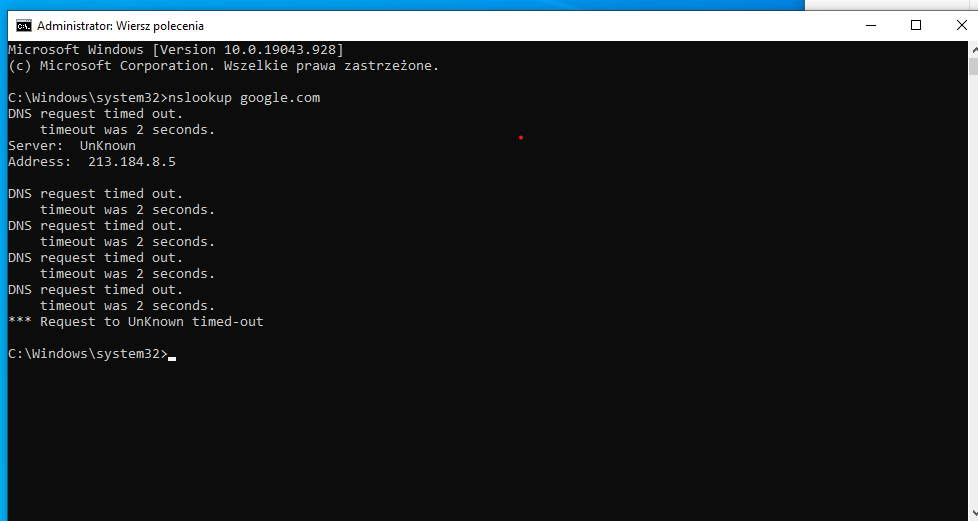 Administrator: Wiersz polecenia
Microsoft Windows [Version 10.0.19043.928]
(c) Microsoft Corporation. Wszelkie prawa zastrzeżone.
C:\Windows\system32>nslookup google.com
DNS request timed out.
    timeout was 2 seconds.
Server:  UnKnown
Address:  213.184.8.5
DNS request timed out.
    timeout was 2 seconds.
DNS request timed out.
    timeout was 2 seconds.
DNS request timed out.
    timeout was 2 seconds.
DNS request timed out.
    timeout was 2 seconds.
*** Request to UnKnown timed-out
C:\Windows\system32>